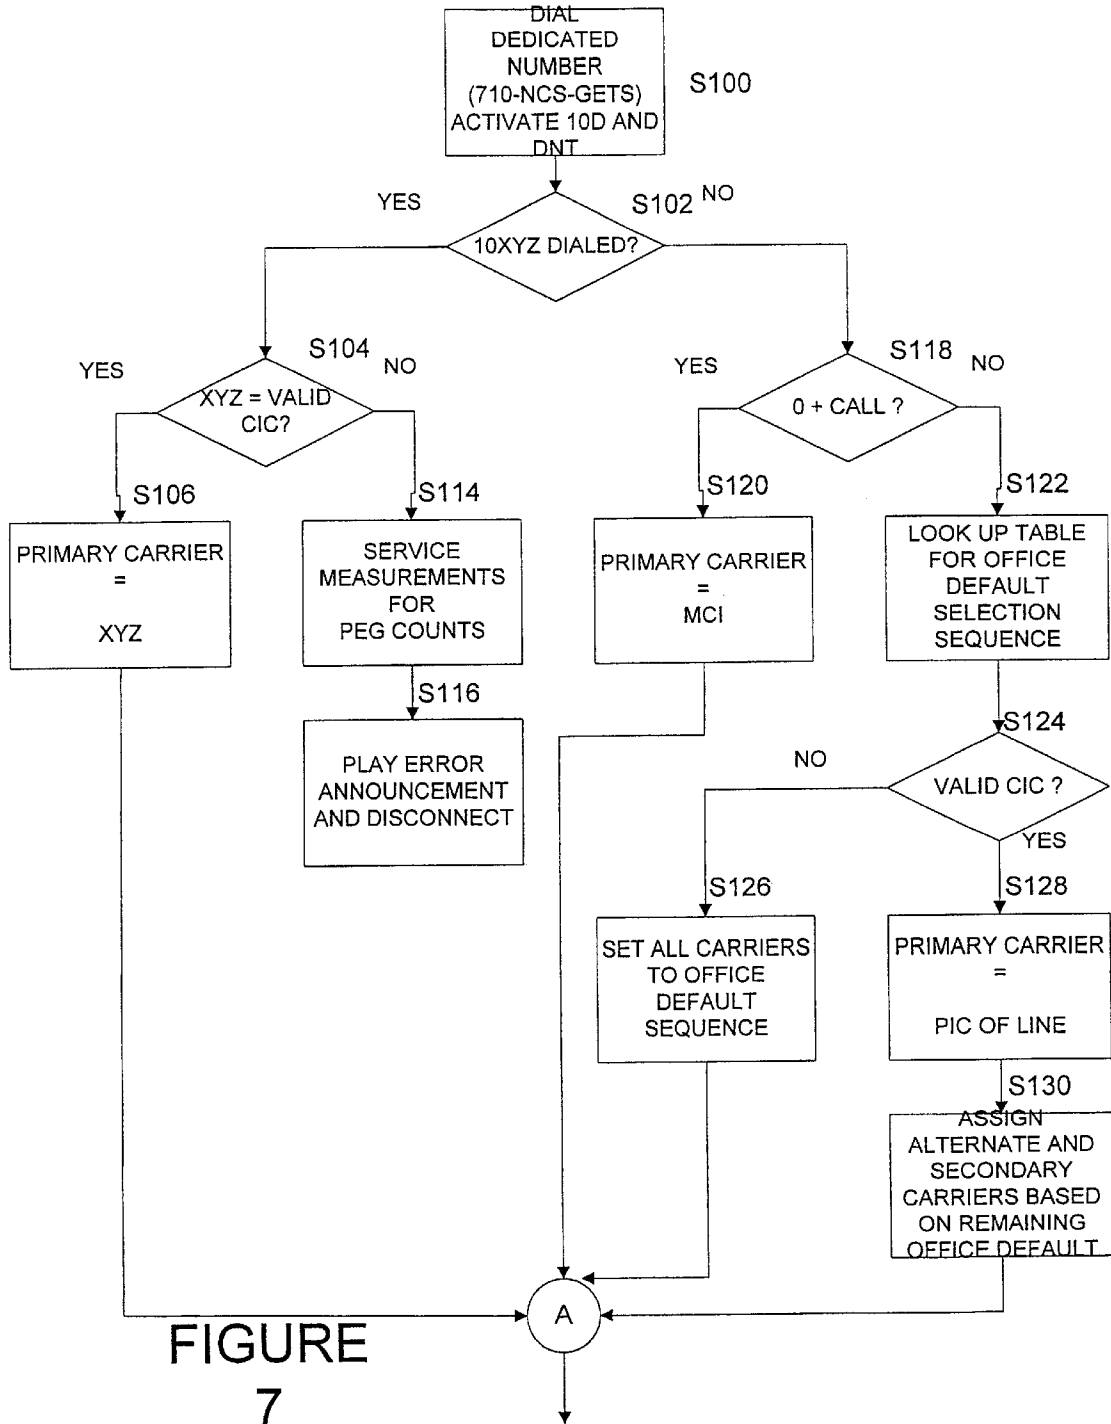 DIAL
DEDICATED
NUMBER
(710-NCS-GETS)
ACTIVATE 10D AND
DNT
S100
YES
S102
NO
10XYZ DIALED?
YES
S104
NO
XYZ = VALID
CIC?
YES
S118
NO
0 + CALL ?
S106
PRIMARY CARRIER
=
XYZ
S114
SERVICE
MEASUREMENTS
FOR
PEG COUNTS
S116
PLAY ERROR
ANNOUNCEMENT
AND DISCONNECT
S120
PRIMARY CARRIER
=
MCI
S122
LOOK UP TABLE
FOR OFFICE
DEFAULT
SELECTION
SEQUENCE
S124
NO
VALID CIC ?
YES
S126
SET ALL CARRIERS
TO OFFICE
DEFAULT
SEQUENCE
S128
PRIMARY CARRIER
=
PIC OF LINE
S130
ASSIGN
ALTERNATE AND
SECONDARY
CARRIERS BASED
ON REMAINING
OFFICE DEFAULT
A
FIGURE
7